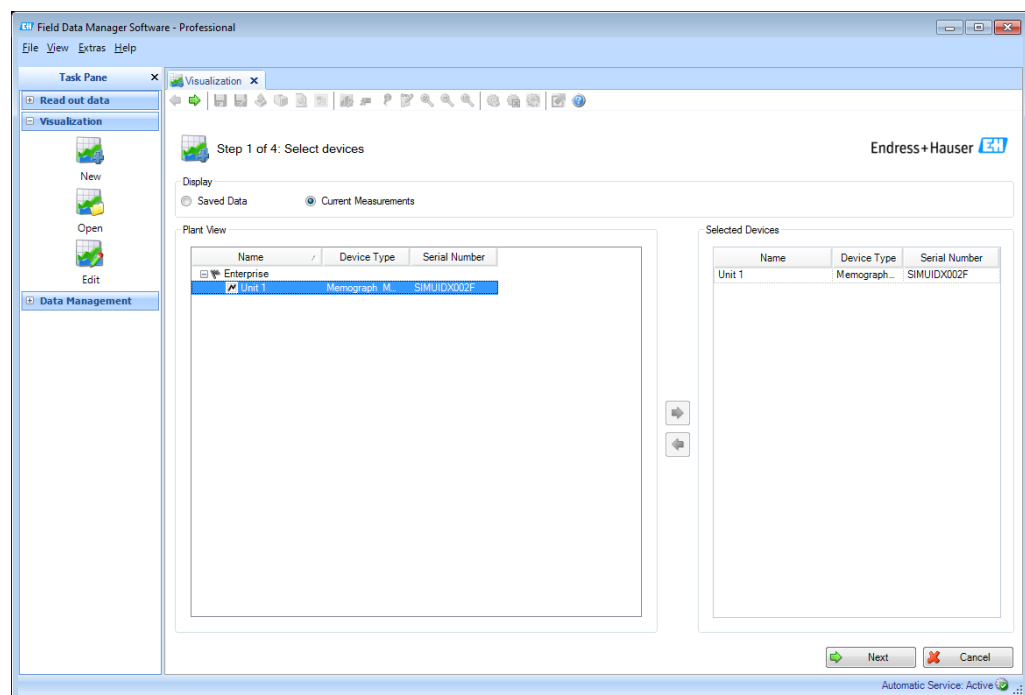 Field Data Manager Software - Professional
File View Extras Help
Task Pane
Read out data
Visualization
New
Open
Edit
Data Management
Visualization
Step 1 of 4: Select devices
Endress+Hauser EH
Display
Saved Data
Current Measurements
Plant View
Name Device Type Serial Number
Enterprise
Unit 1 Memograph M... SIMUIDX002F
Selected Devices
Name Device Type Serial Number
Unit 1 Memograph... SIMUIDX002F
Next
Cancel
Automatic Service: Active